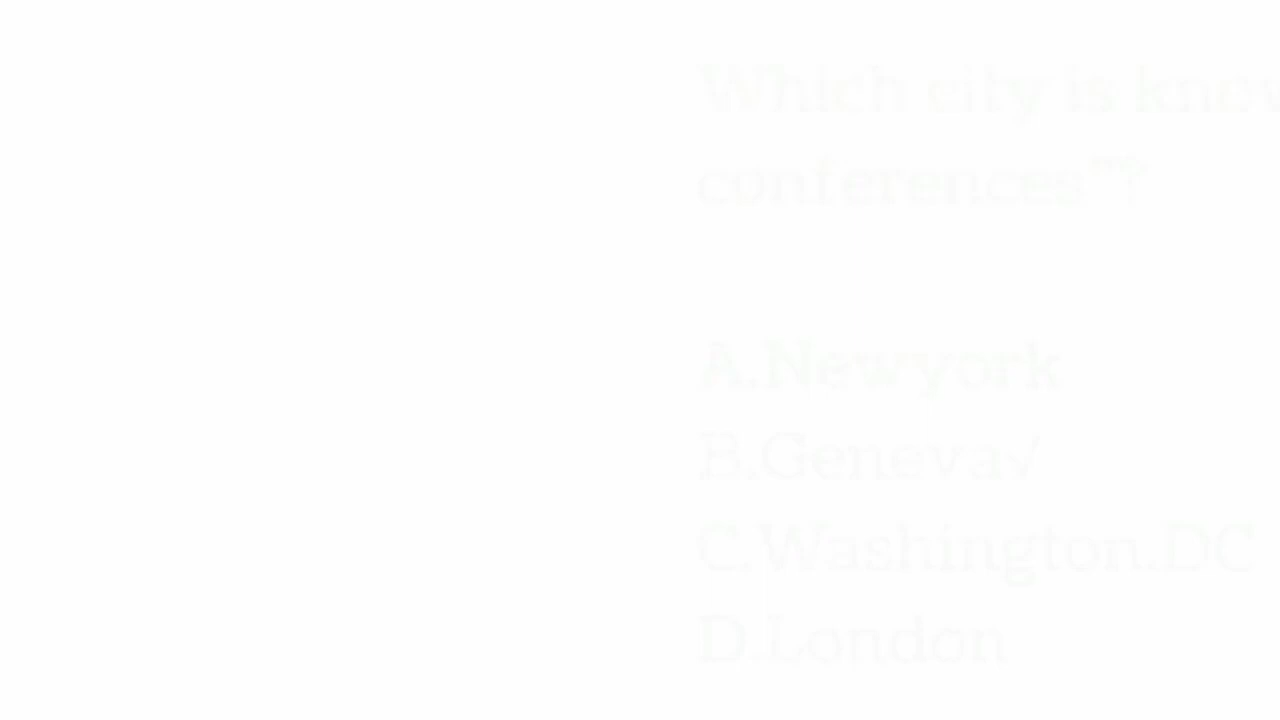 Which city is know
conferences"?
A.Newyork
B.Geneva√
C.Washington.DC
D.London